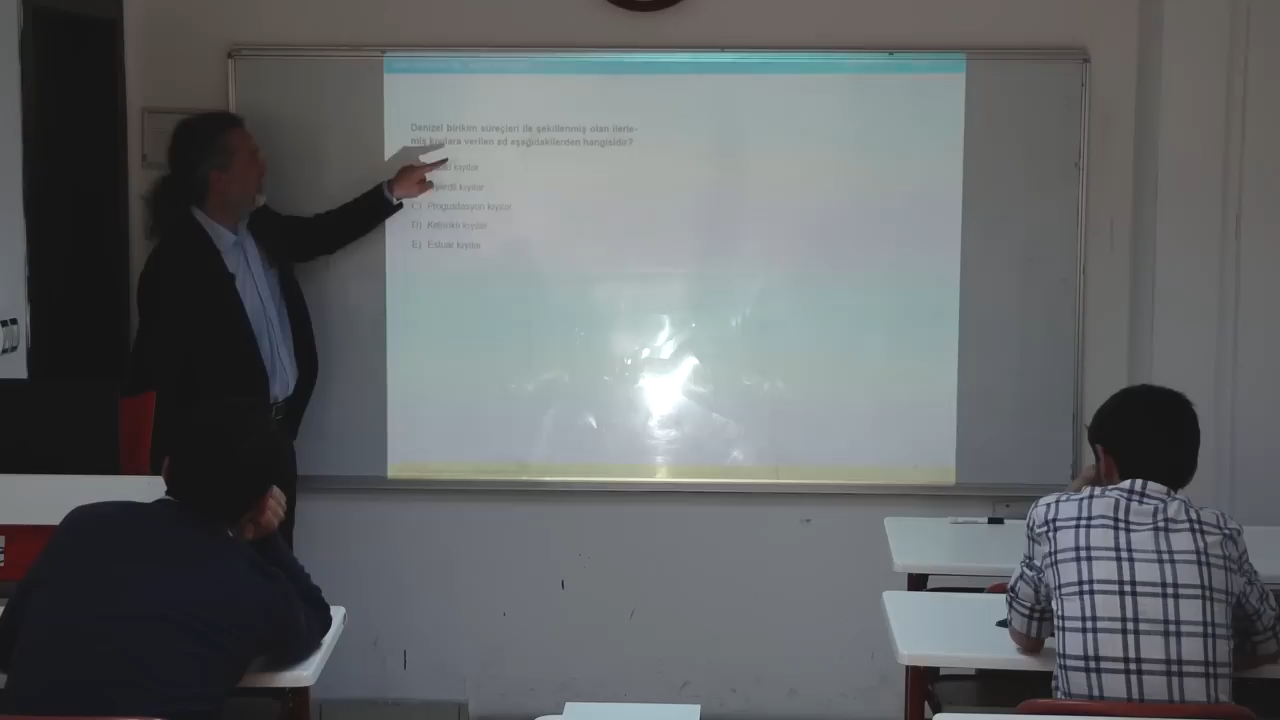 Denizel birikim süreçleri ile şekillenmiş olan ilerle-
miş kıyılara verilen ad aşağıdakilerden hangisidir?
kıyılar
kıyılar
C) Progradasyon kıyılar
D) kıyılar
E) Estuar kıyılar